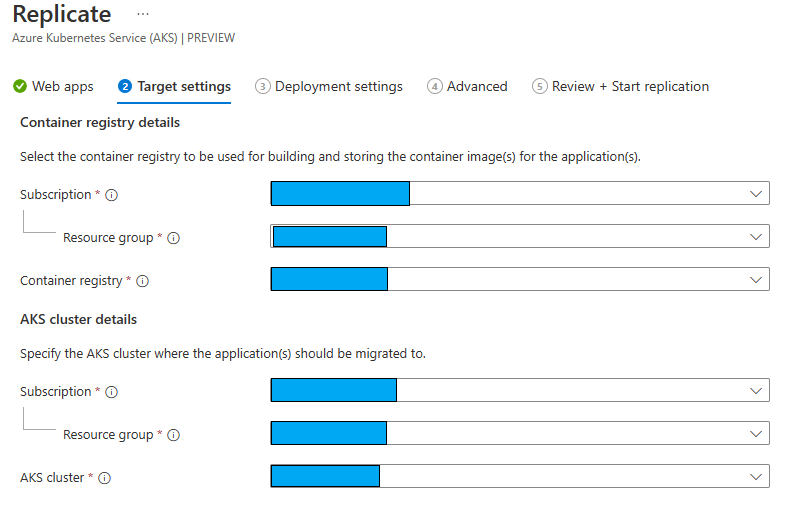 Replicate ...
Azure Kubernetes Service (AKS) | PREVIEW
Web apps 2 Target settings 3 Deployment settings 4 Advanced 5 Review + Start replication
Container registry details
Select the container registry to be used for building and storing the container image(s) for the application(s).
Subscription *
Resource group *
Container registry *
AKS cluster details
Specify the AKS cluster where the application(s) should be migrated to.
Subscription *
Resource group *
AKS cluster *